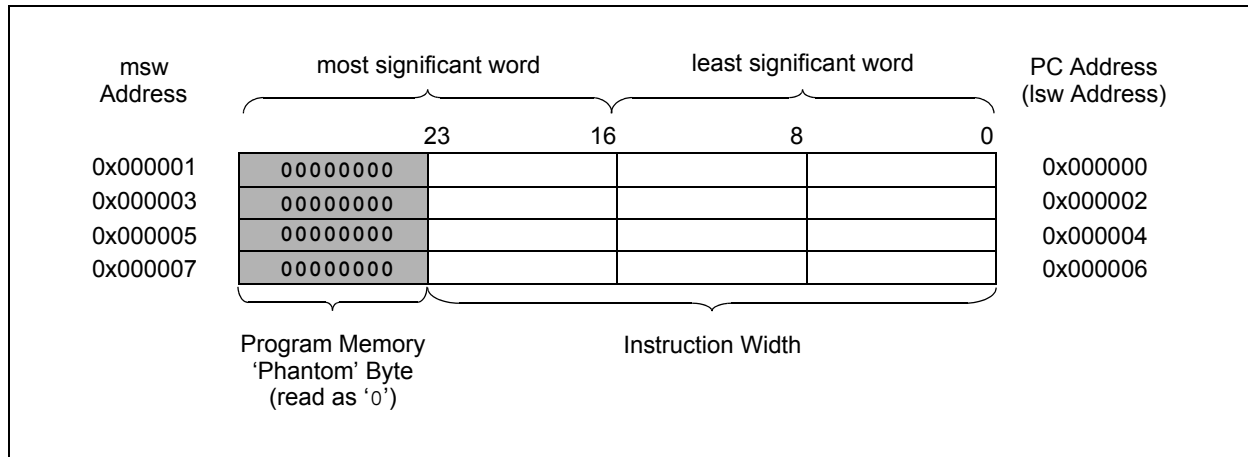 msw
Address
most significant word
least significant word
PC Address
(lsw Address)
23
16
8
0
0x000001
00000000
0x000000
0x000003
00000000
0x000002
0x000005
00000000
0x000004
0x000007
00000000
0x000006
Program Memory
‘Phantom’ Byte
(read as ‘0’)
Instruction Width